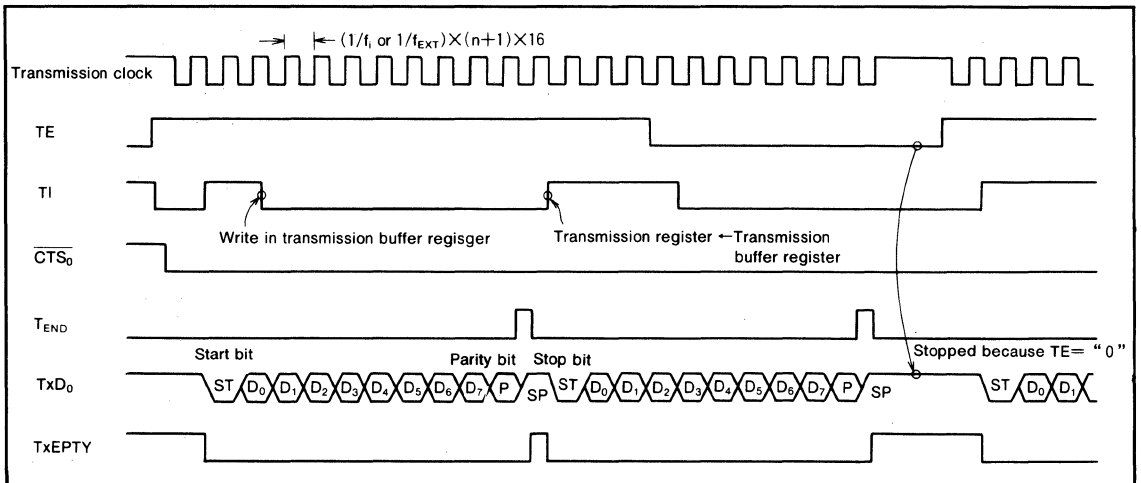 (1/fi or 1/fEXT)×(n+1)×16
Transmission clock
TE
TI
Write in transmission buffer regisger
Transmission register ←Transmission
buffer register
CTS0
TEND
Start bit
Parity bit
Stop bit
Stopped because TE= “0”
TxD0
ST D0 D1 D2 D3 D4 D5 D6 D7 P SP ST D0 D1 D2 D3 D4 D5 D6 D7 P SP ST D0 D1
TxEPTY